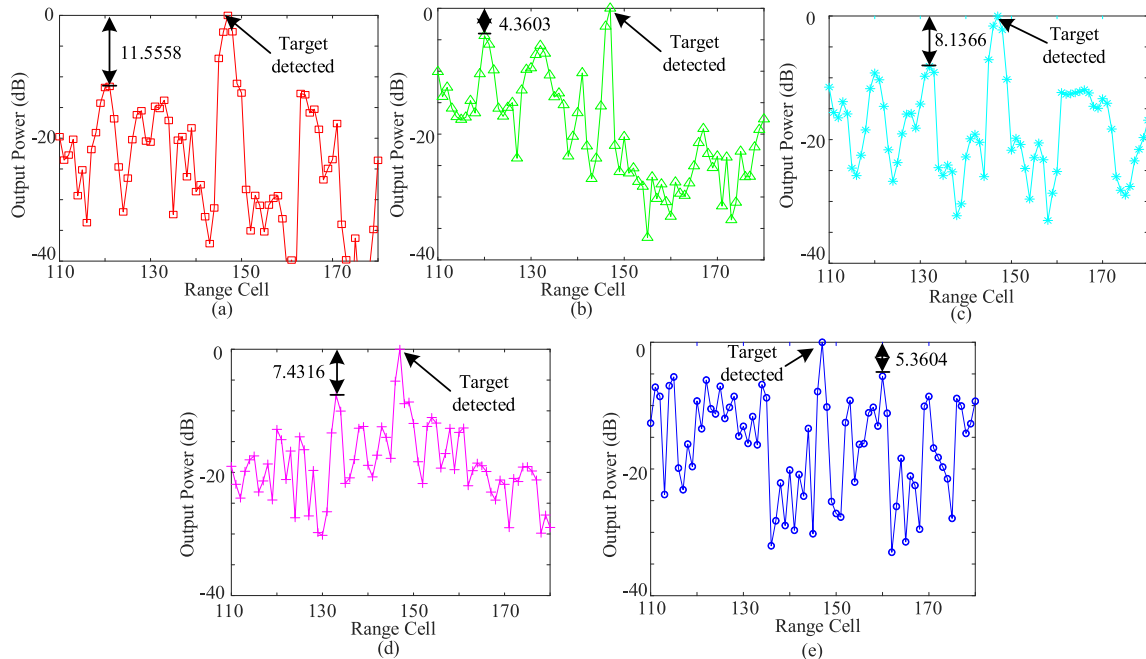 0
-20
-40
Output Power (dB)
11.5558
Target
detected
110
130
150
170
Range Cell
(a)
0
-20
-40
Output Power (dB)
4.3603
Target
detected
110
130
150
170
Range Cell
(b)
0
-20
-40
Output Power (dB)
8.1366
Target
detected
110
130
150
170
Range Cell
(c)
0
-20
-40
Output Power (dB)
7.4316
Target
detected
110
130
150
170
Range Cell
(d)
0
-20
-40
Output Power (dB)
Target
detected
5.3604
110
130
150
170
Range Cell
(e)